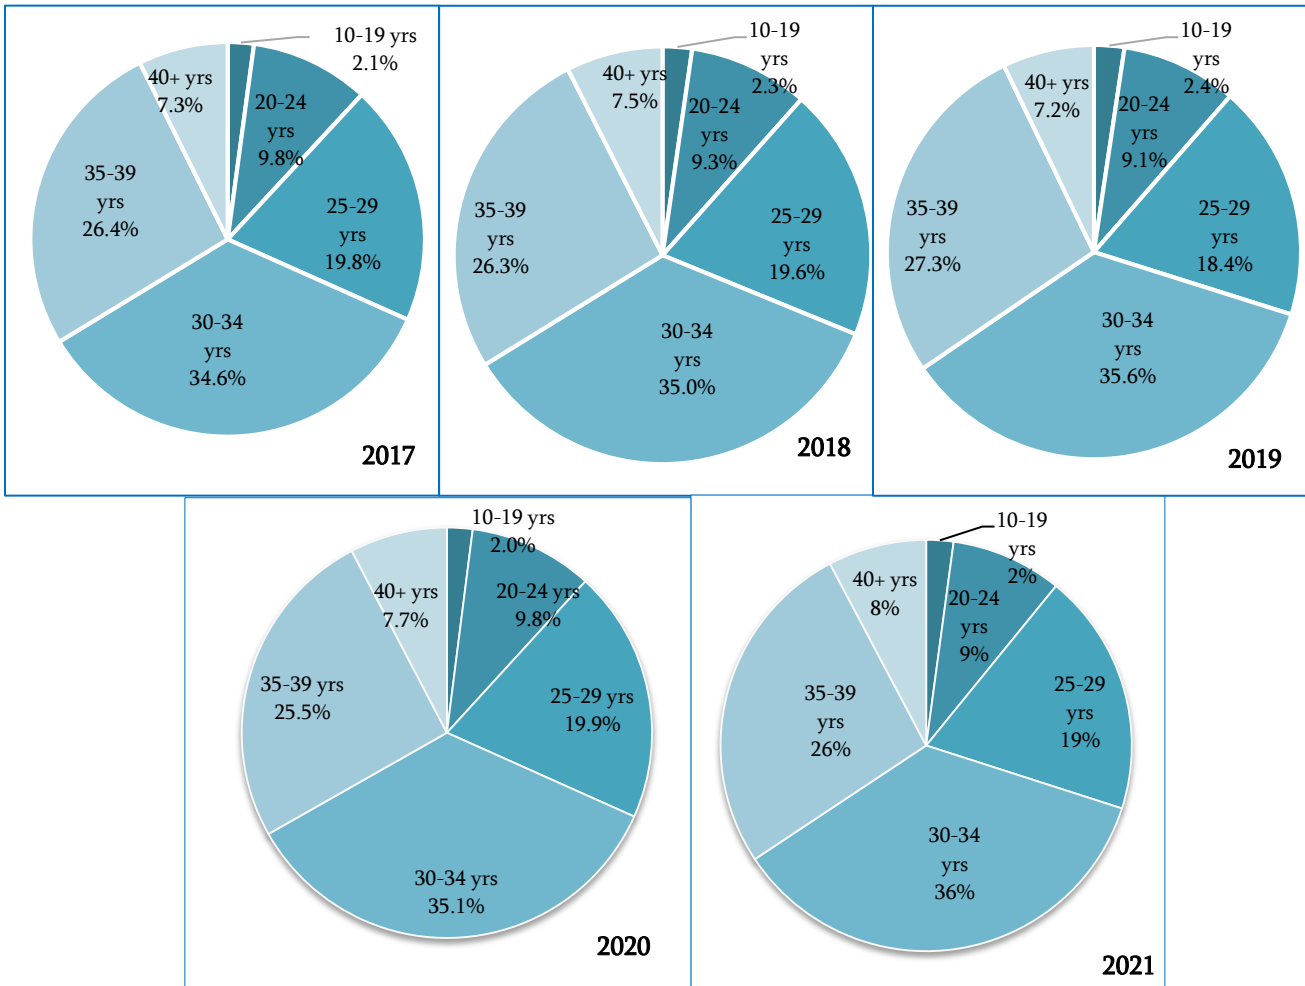 10-19 yrs
2.1%
20-24
yrs
9.8%
25-29
yrs
19.8%
30-34
yrs
34.6%
35-39
yrs
26.4%
40+ yrs
7.3%
2017
10-19
yrs
2.3%
20-24
yrs
9.3%
25-29
yrs
19.6%
30-34
yrs
35.0%
35-39
yrs
26.3%
40+ yrs
7.5%
2018
10-19
yrs
2.4%
20-24
yrs
9.1%
25-29
yrs
18.4%
30-34
yrs
35.6%
35-39
yrs
27.3%
40+ yrs
7.2%
2019
10-19 yrs
2.0%
20-24 yrs
9.8%
25-29 yrs
19.9%
30-34 yrs
35.1%
35-39 yrs
25.5%
40+ yrs
7.7%
2020
10-19
yrs
2%
20-24
yrs
9%
25-29
yrs
19%
30-34
yrs
36%
35-39
yrs
26%
40+ yrs
8%
2021